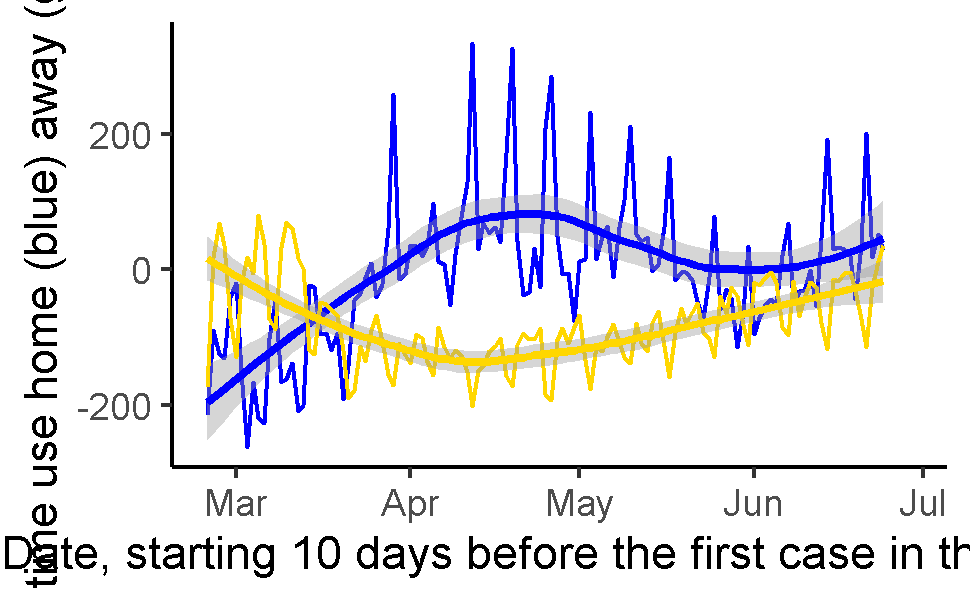 time use home (blue) away (
200
0
-200
Mar Apr May Jun Jul
Date, starting 10 days before the first case in th